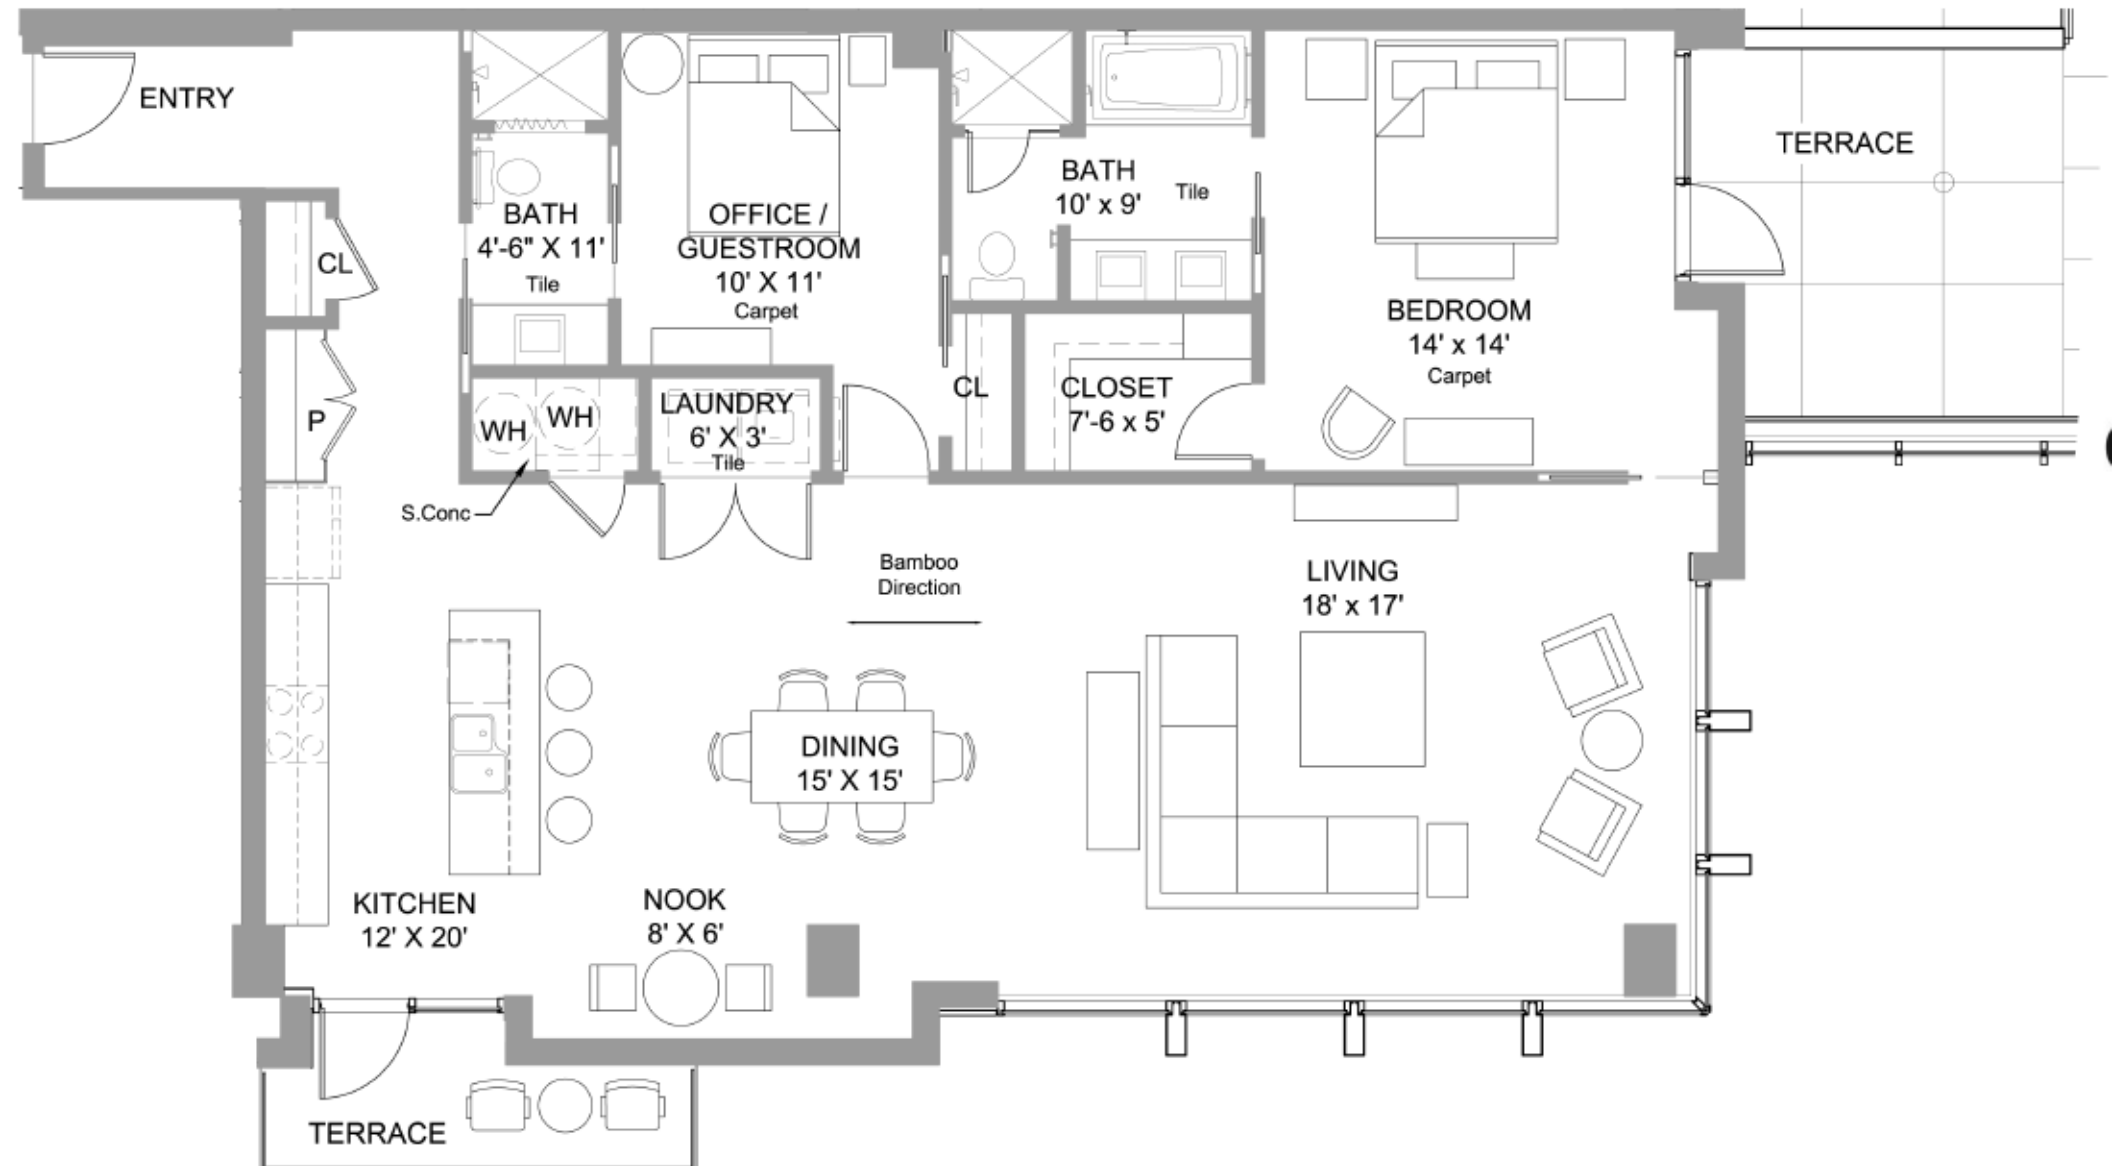 ENTRY
TERRACE
BATH
10' x 9'
Tile
BATH
4'-6" X 11'
Tile
OFFICE /
GUESTROOM
10' X 11'
Carpet
CL
BEDROOM
14' x 14'
Carpet
P
WH
WH
LAUNDRY
6' X 3'
Tile
CL
CLOSET
7'-6 x 5'
S.Conc
Bamboo
Direction
LIVING
18' x 17'
DINING
15' X 15'
KITCHEN
12' X 20'
NOOK
8' X 6'
TERRACE